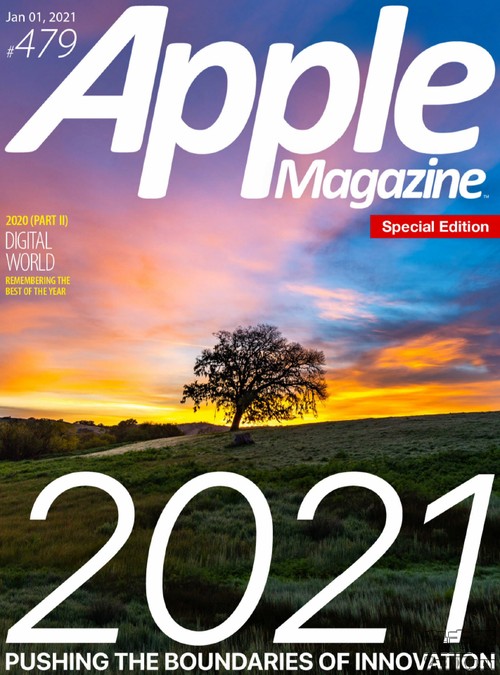 Jan 01, 2021
#479
Apple
Magazine
TM
Special Edition
2020 (PART II)
DIGITAL
WORLD
REMEMBERING THE
BEST OF THE YEAR
2021
PUSHING THE BOUNDARIES OF INNOVATION